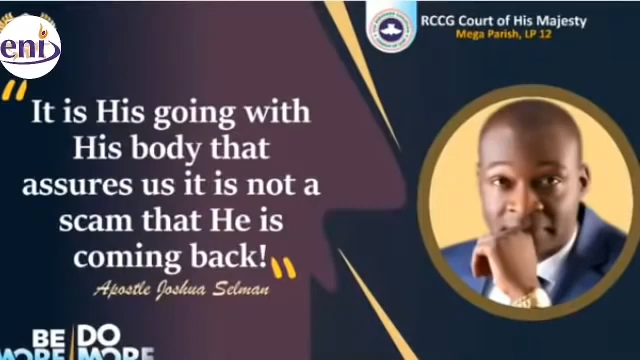 eni
RCCG Court of His Majesty
Mega Parish, LP 12
"It is His going with
His body that
assures us it is not a
scam that He is
coming back!"
Apostle Joshua Selman
BE DO
MORE MORE